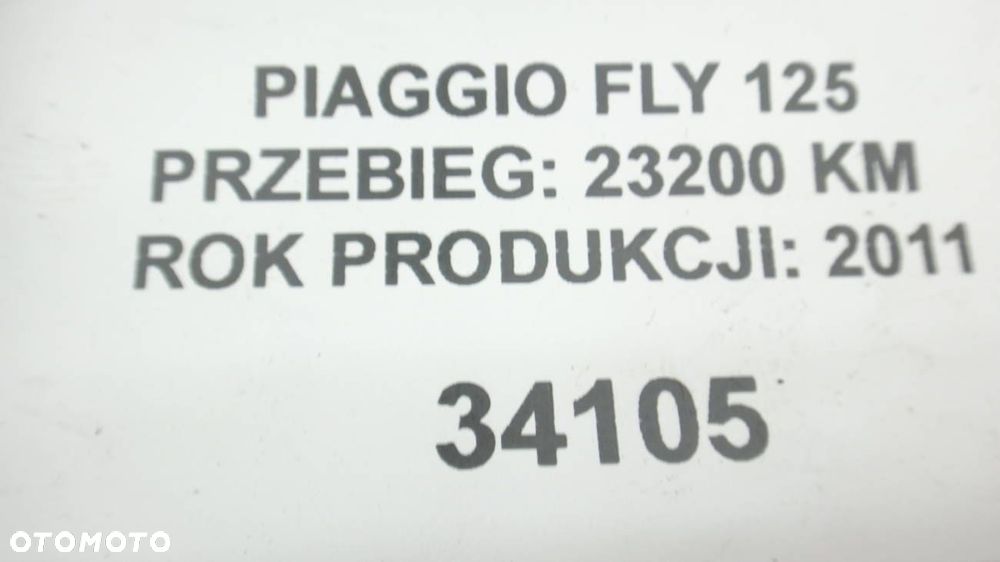 PIAGGIO FLY 125
PRZEBIEG: 23200 KM
ROK PRODUKCJI: 2011
34105
OTOMOTO